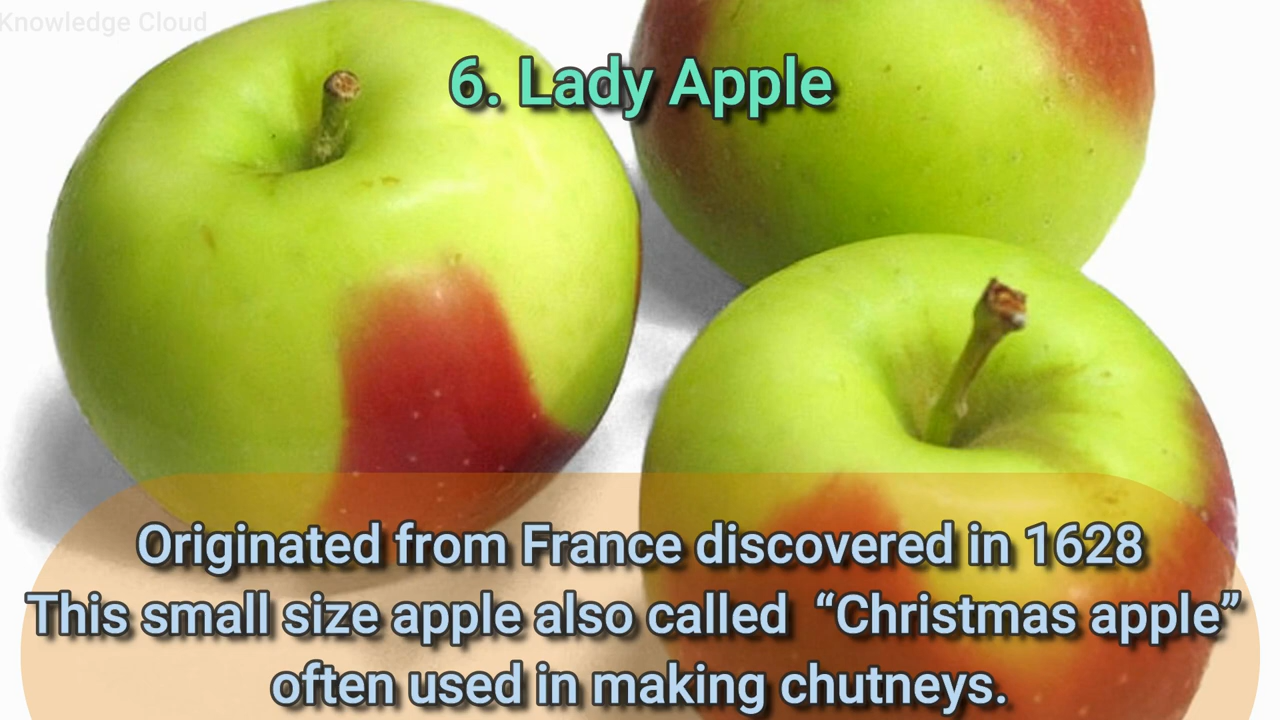 Knowledge Cloud
6. Lady Apple
Originated from France discovered in 1628
This small size apple also called “Christmas apple”
often used in making chutneys.